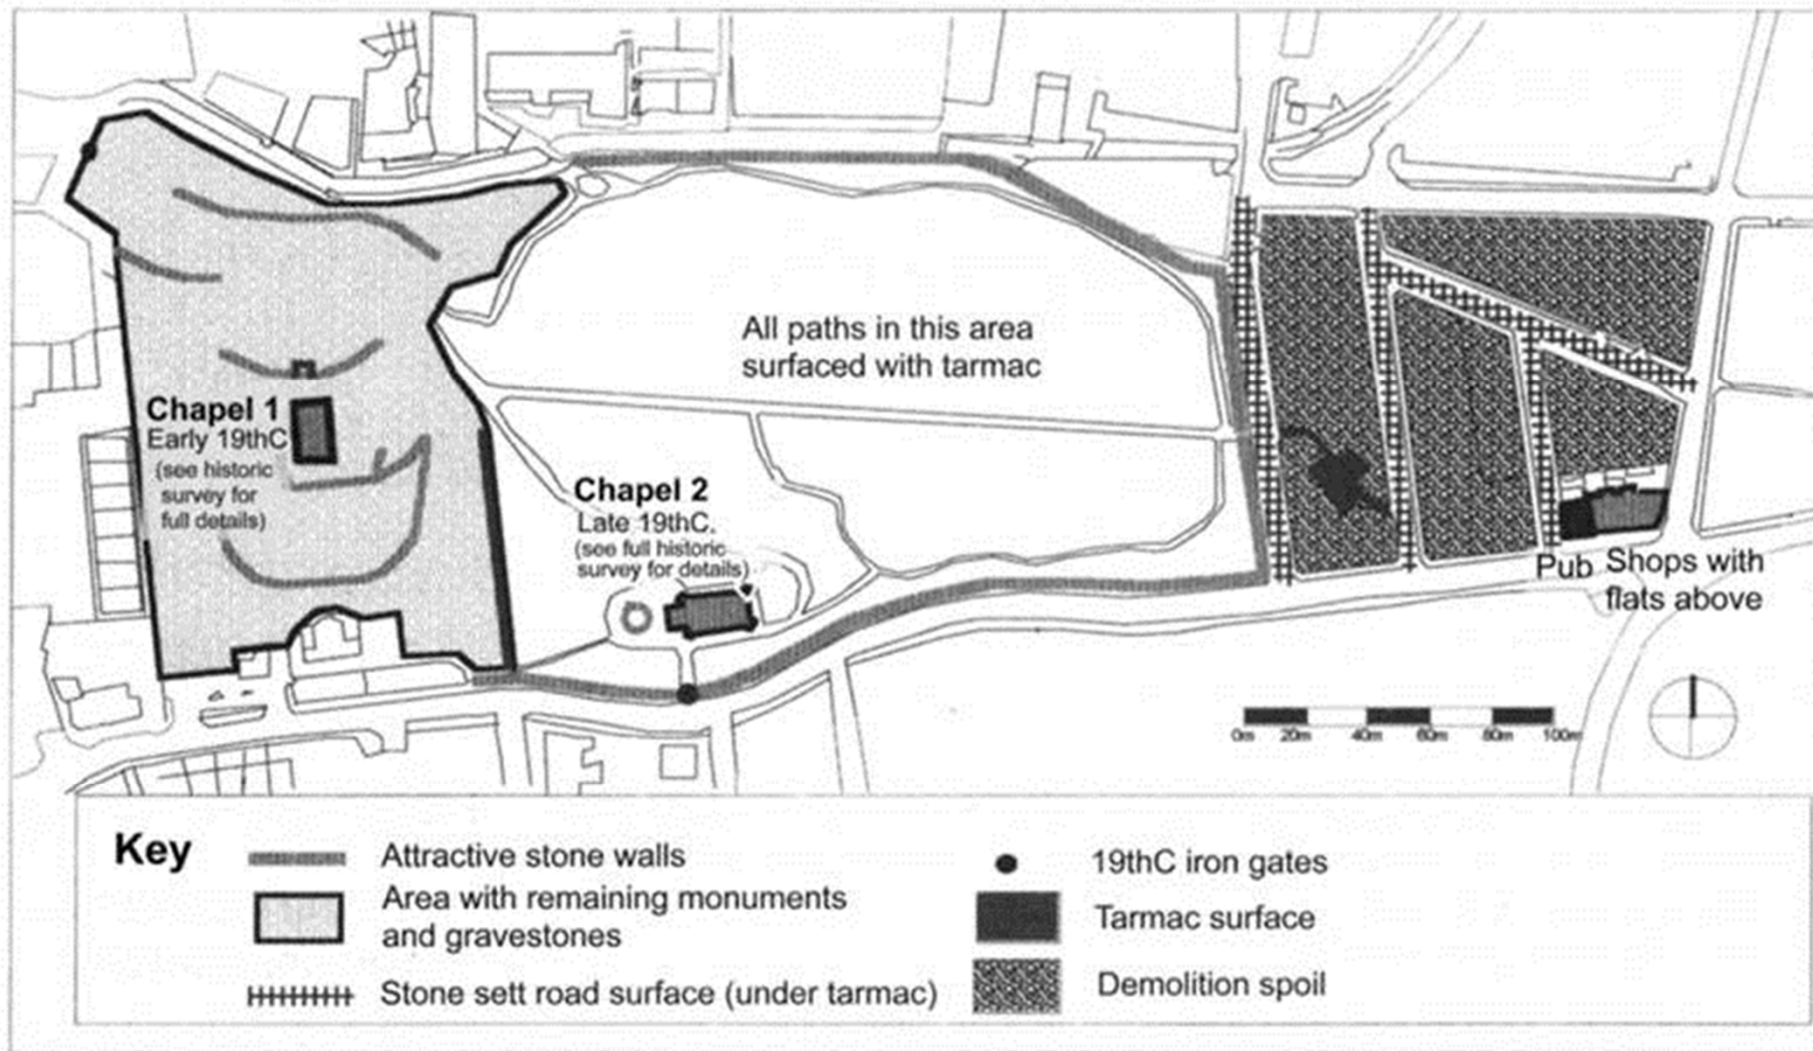 All paths in this area
surfaced with tarmac
Chapel 1
Early 19thC
(see historic
survey for
full details)
Chapel 2
Late 19thC.
(see full historic
survey for details)
Pub
Shops with
flats above
0m 20m 40m 60m 80m 100m
Key
Attractive stone walls
Area with remaining monuments
and gravestones
Stone sett road surface (under tarmac)
19thC iron gates
Tarmac surface
Demolition spoil